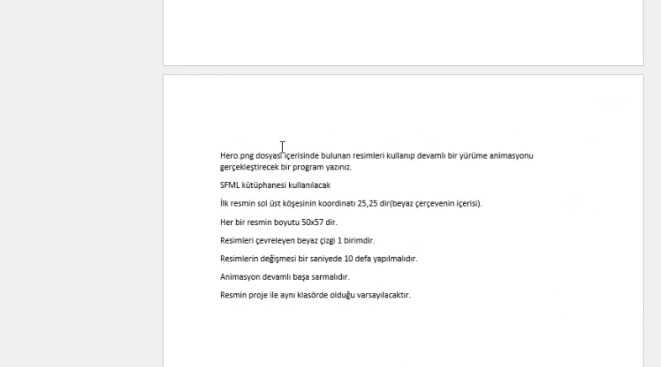 Hero.png dosyası içerisinde bulunan resimleri kullanıp devamlı bir yürüme animasyonu
gerçekleştirecek bir program yazınız.
SFML kütüphanesi kullanılacak
İlk resmin sol üst köşesinin koordinatı 25,25 dir(beyaz çerçevenin içerisi).
Her bir resmin boyutu 50x57 dir.
Resimleri çevreleyen beyaz çizgi 1 birimdir.
Resimlerin değişmesi bir saniyede 10 defa yapılmalıdır.
Animasyon devamlı başa sarmalıdır.
Resmin proje ile aynı klasörde olduğu varsayılacaktır.